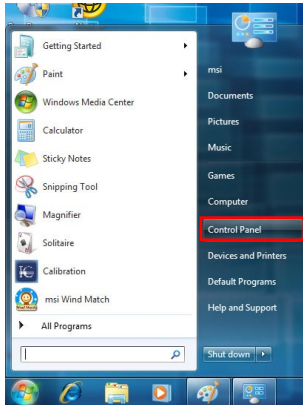 Getting Started
Paint
Windows Media Center
Calculator
Sticky Notes
Snipping Tool
Magnifier
Solitaire
Calibration
msi Wind Match
All Programs
msi
Documents
Pictures
Music
Games
Computer
Control Panel
Devices and Printers
Default Programs
Help and Support
Shut down